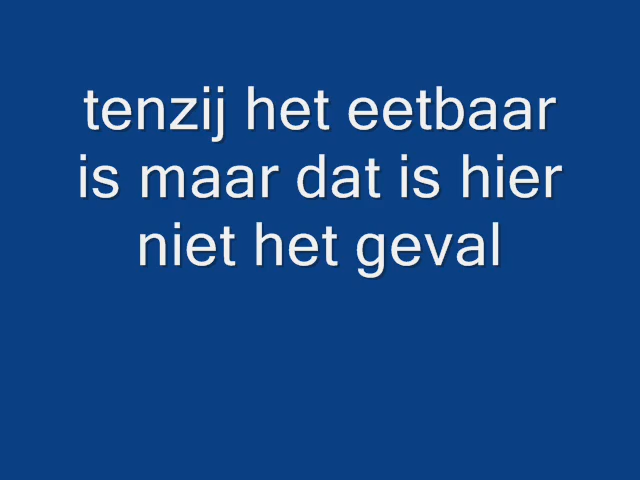 tenzij het eetbaar
is maar dat is hier
niet het geval